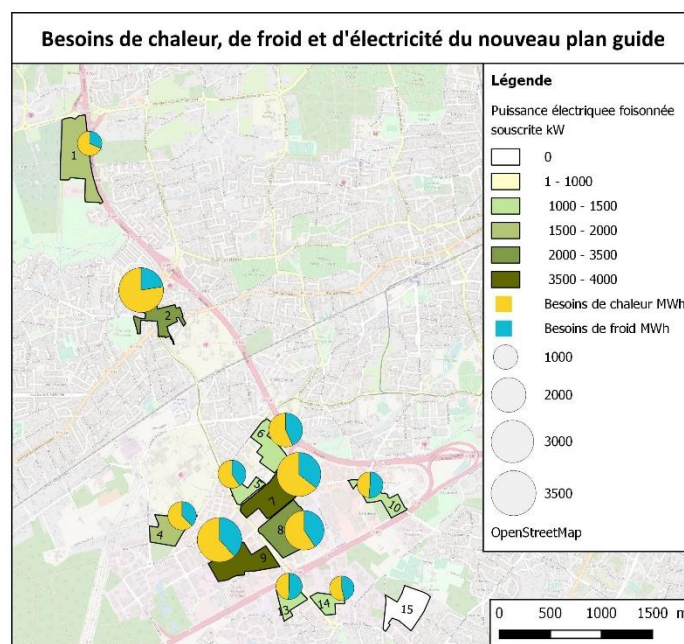 Besoins de chaleur, de froid et d'électricité du nouveau plan guide
Légende
Puissance électriquee foisonnée
souscrite kW
0
1 - 1000
1000 - 1500
1500 - 2000
2000 - 3500
3500 - 4000
Besoins de chaleur MWh
Besoins de froid MWh
1000
2000
3000
3500
OpenStreetMap
0 500 1000 1500 m
1
2
6
5
7
10
4
8
9
13
14
15